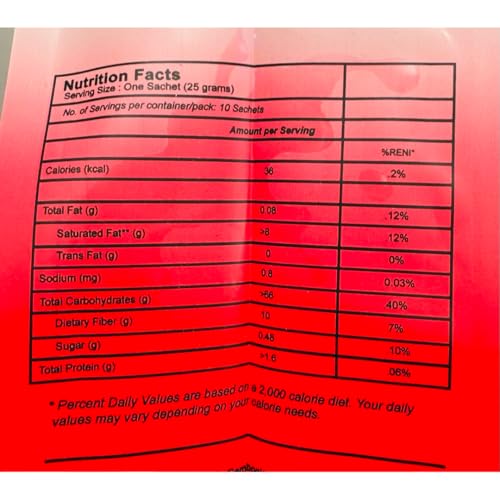 Nutrition Facts
Serving Size : One Sachet (25 grams)
No. of Servings per container/pack: 10 Sachets
Amount per Serving
%RENI*
Calories (kcal) 36 .2%
Total Fat (g) 0.08 .12%
Saturated Fat** (g) >8 12%
Trans Fat (g) 0 0%
Sodium (mg) 0.8 0.03%
Total Carbohydrates (g) >66 40%
Dietary Fiber (g) 10 7%
Sugar (g) 0.48 .10%
Total Protein (g) >1.6 .06%
* Percent Daily Values are based on a 2,000 calorie diet. Your daily
values may vary depending on your calorie needs.